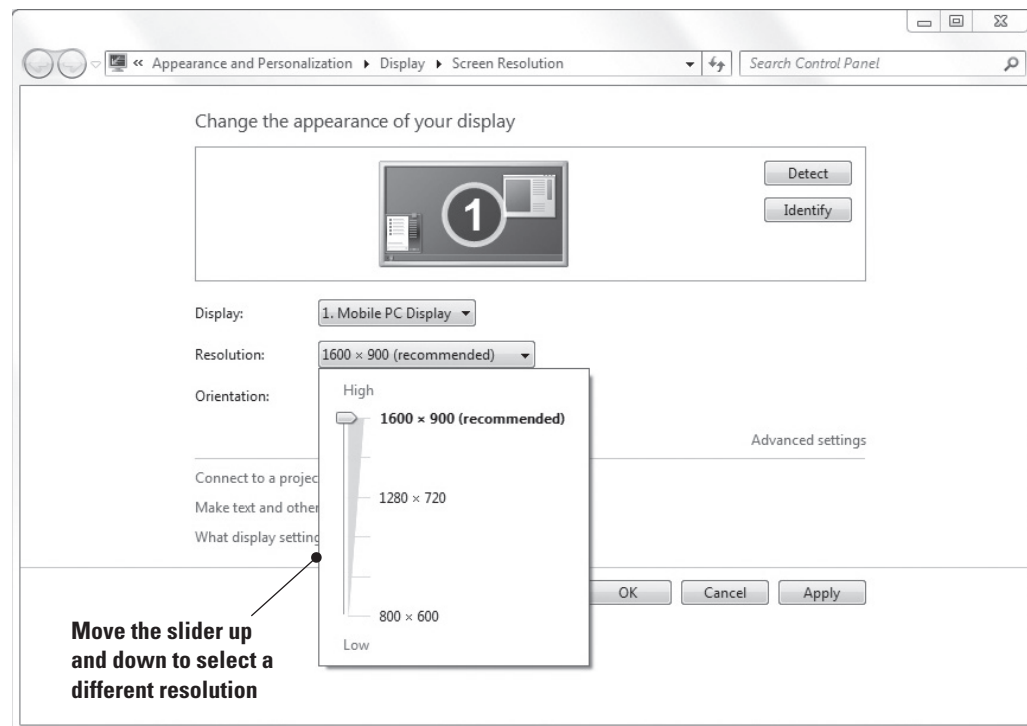 « Appearance and Personalization ▸ Display ▸ Screen Resolution
Search Control Panel
Change the appearance of your display
1
Detect
Identify
Display:
1. Mobile PC Display
Resolution:
1600 × 900 (recommended)
Orientation:
High
1600 × 900 (recommended)
1280 × 720
800 × 600
Low
Advanced settings
Connect to a projec
Make text and other
What display setting
OK
Cancel
Apply
Move the slider up
and down to select a
different resolution